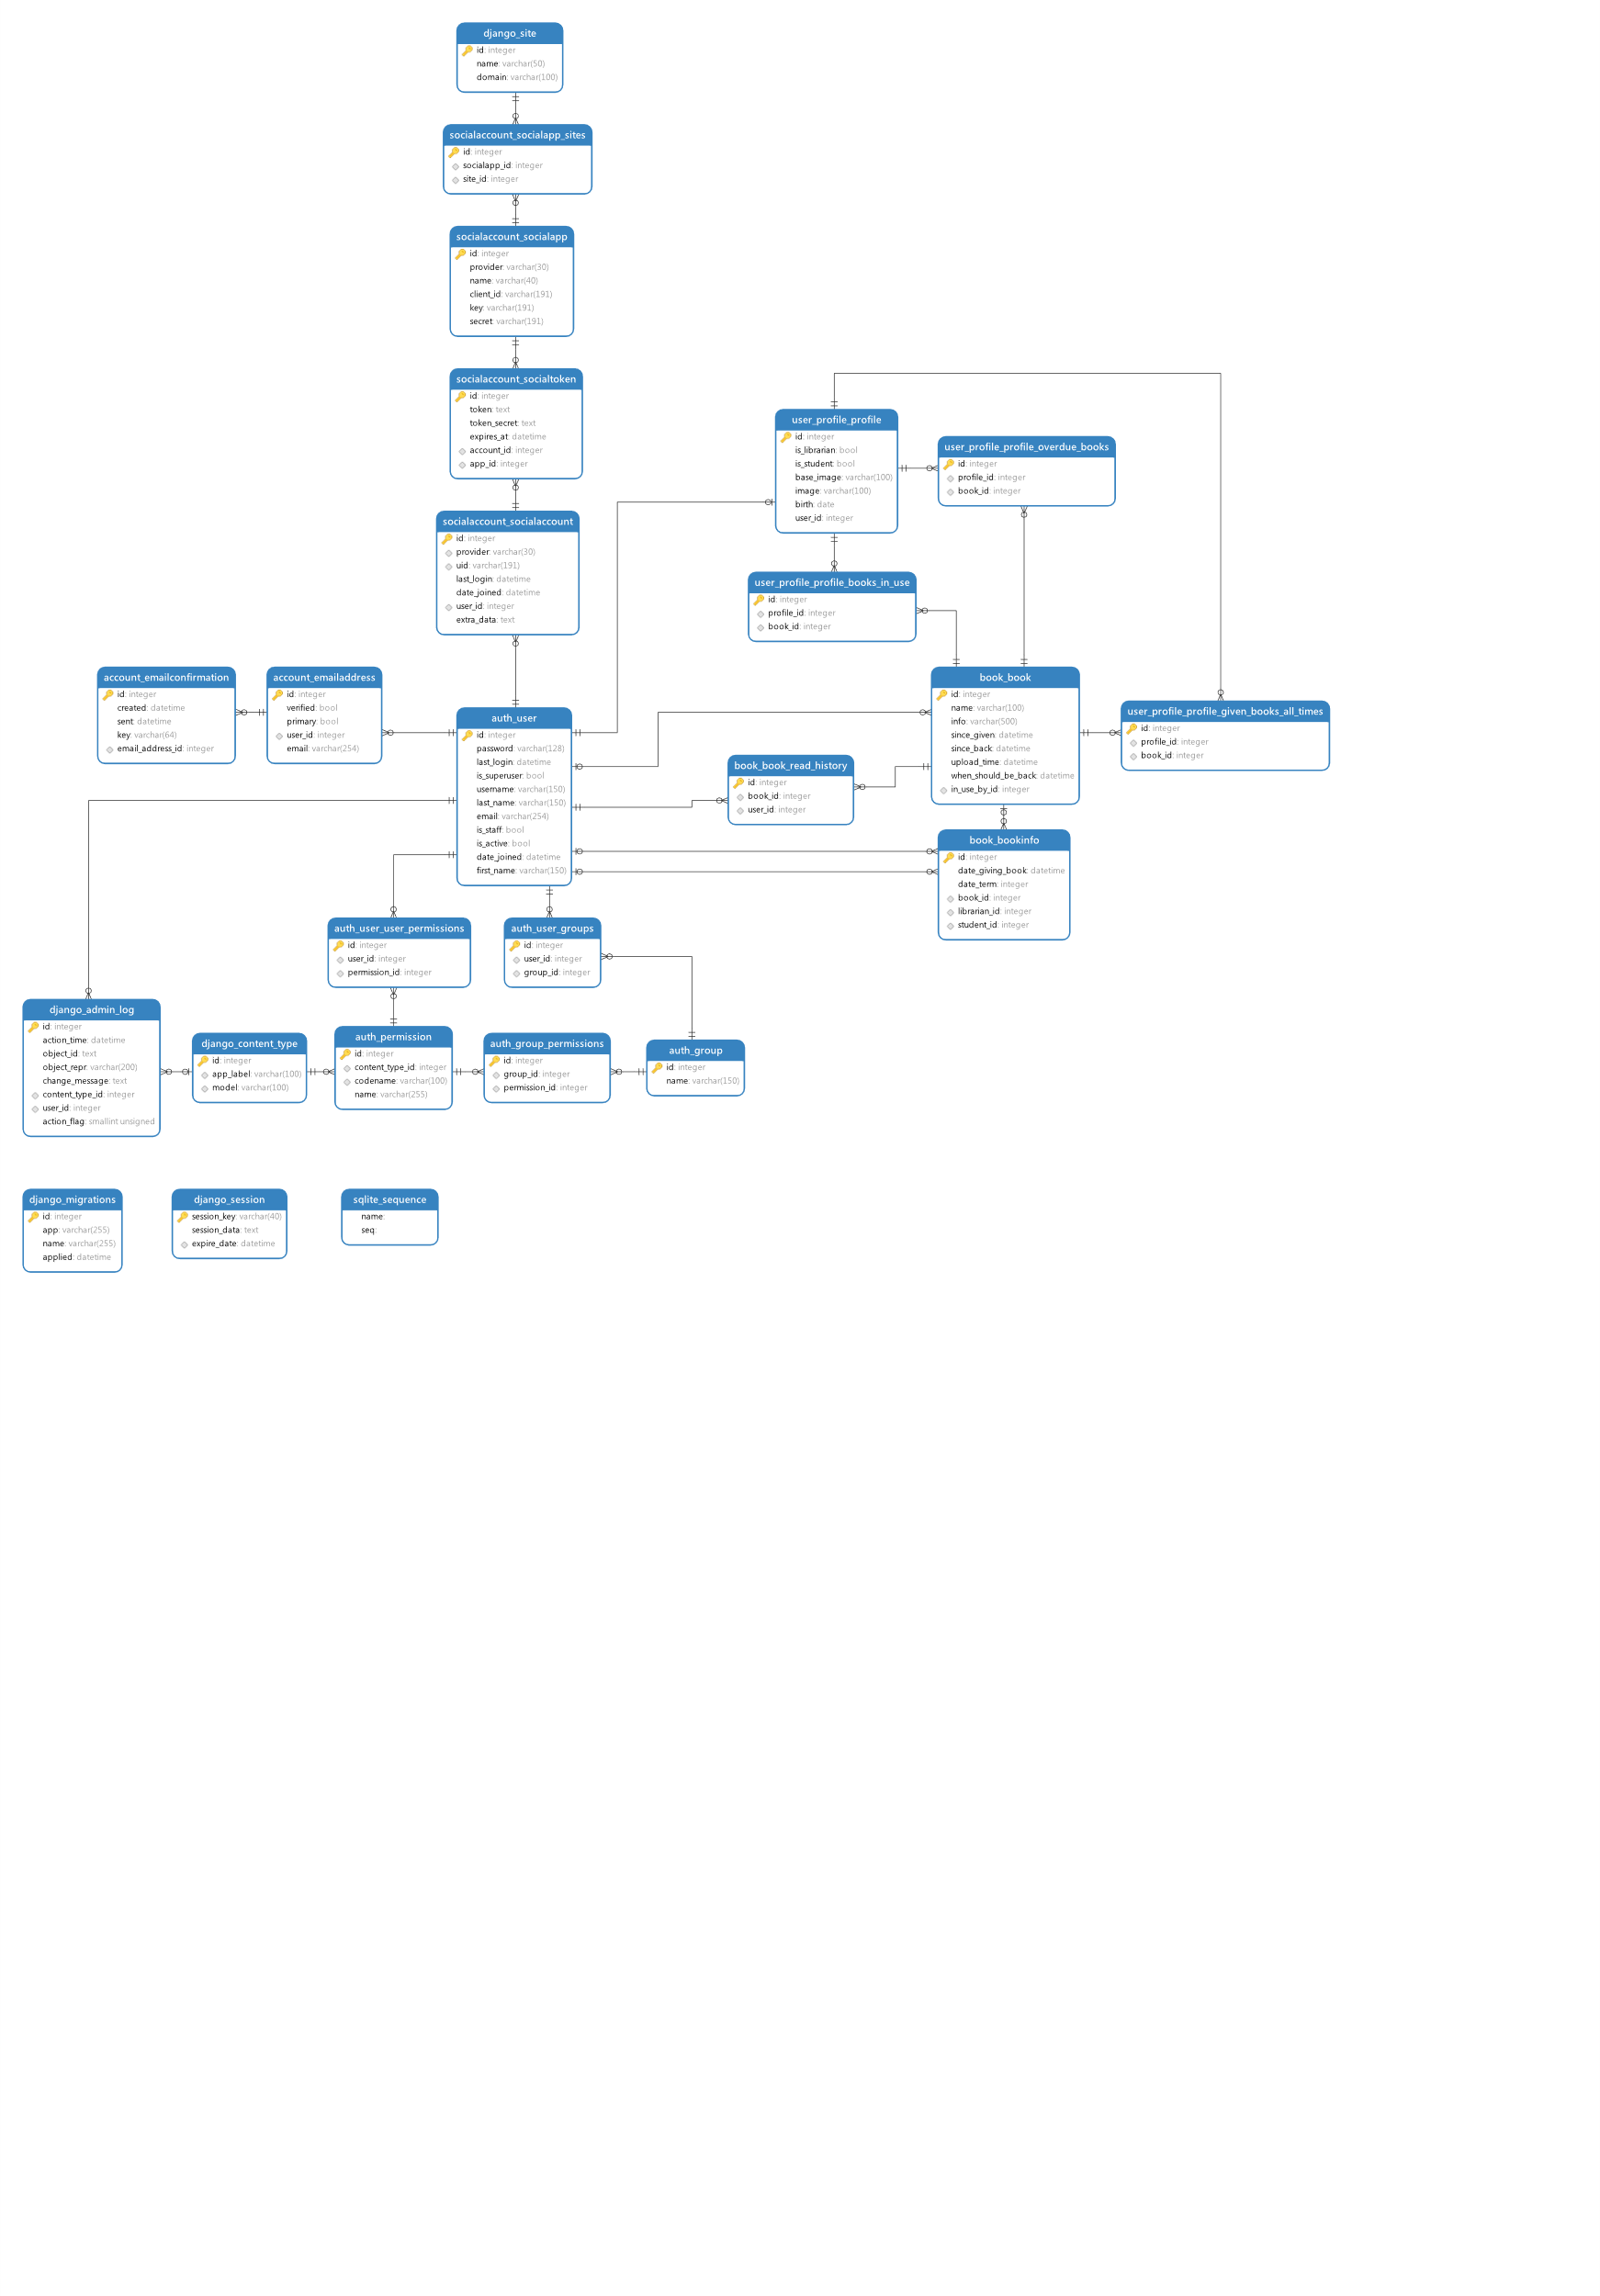 django_site
id: integer
name: varchar(50)
domain: varchar(100)
socialaccount_socialapp_sites
id: integer
socialapp_id: integer
site_id: integer
socialaccount_socialapp
id: integer
provider: varchar(30)
name: varchar(40)
client_id: varchar(191)
key: varchar(191)
secret: varchar(191)
socialaccount_socialtoken
id: integer
token: text
token_secret: text
expires_at: datetime
account_id: integer
app_id: integer
user_profile_profile
id: integer
is_librarian: bool
is_student: bool
base_image: varchar(100)
image: varchar(100)
birth: date
user_id: integer
user_profile_profile_overdue_books
id: integer
profile_id: integer
book_id: integer
socialaccount_socialaccount
id: integer
provider: varchar(30)
uid: varchar(191)
last_login: datetime
date_joined: datetime
user_id: integer
extra_data: text
user_profile_profile_books_in_use
id: integer
profile_id: integer
book_id: integer
account_emailconfirmation
id: integer
created: datetime
sent: datetime
key: varchar(64)
email_address_id: integer
account_emailaddress
id: integer
verified: bool
primary: bool
user_id: integer
email: varchar(254)
auth_user
id: integer
password: varchar(128)
last_login: datetime
is_superuser: bool
username: varchar(150)
last_name: varchar(150)
email: varchar(254)
is_staff: bool
is_active: bool
date_joined: datetime
first_name: varchar(150)
book_book_read_history
id: integer
book_id: integer
user_id: integer
book_book
id: integer
name: varchar(100)
info: varchar(500)
since_given: datetime
since_back: datetime
upload_time: datetime
when_should_be_back: datetime
in_use_by_id: integer
user_profile_profile_given_books_all_times
id: integer
profile_id: integer
book_id: integer
book_bookinfo
id: integer
date_giving_book: datetime
date_term: integer
book_id: integer
librarian_id: integer
student_id: integer
auth_user_user_permissions
id: integer
user_id: integer
permission_id: integer
auth_user_groups
id: integer
user_id: integer
group_id: integer
django_admin_log
id: integer
action_time: datetime
object_id: text
object_repr: varchar(200)
change_message: text
content_type_id: integer
user_id: integer
action_flag: smallint unsigned
django_content_type
id: integer
app_label: varchar(100)
model: varchar(100)
auth_permission
id: integer
content_type_id: integer
codename: varchar(100)
name: varchar(255)
auth_group_permissions
id: integer
group_id: integer
permission_id: integer
auth_group
id: integer
name: varchar(150)
django_migrations
id: integer
app: varchar(255)
name: varchar(255)
applied: datetime
django_session
session_key: varchar(40)
session_data: text
expire_date: datetime
sqlite_sequence
name:
seq: